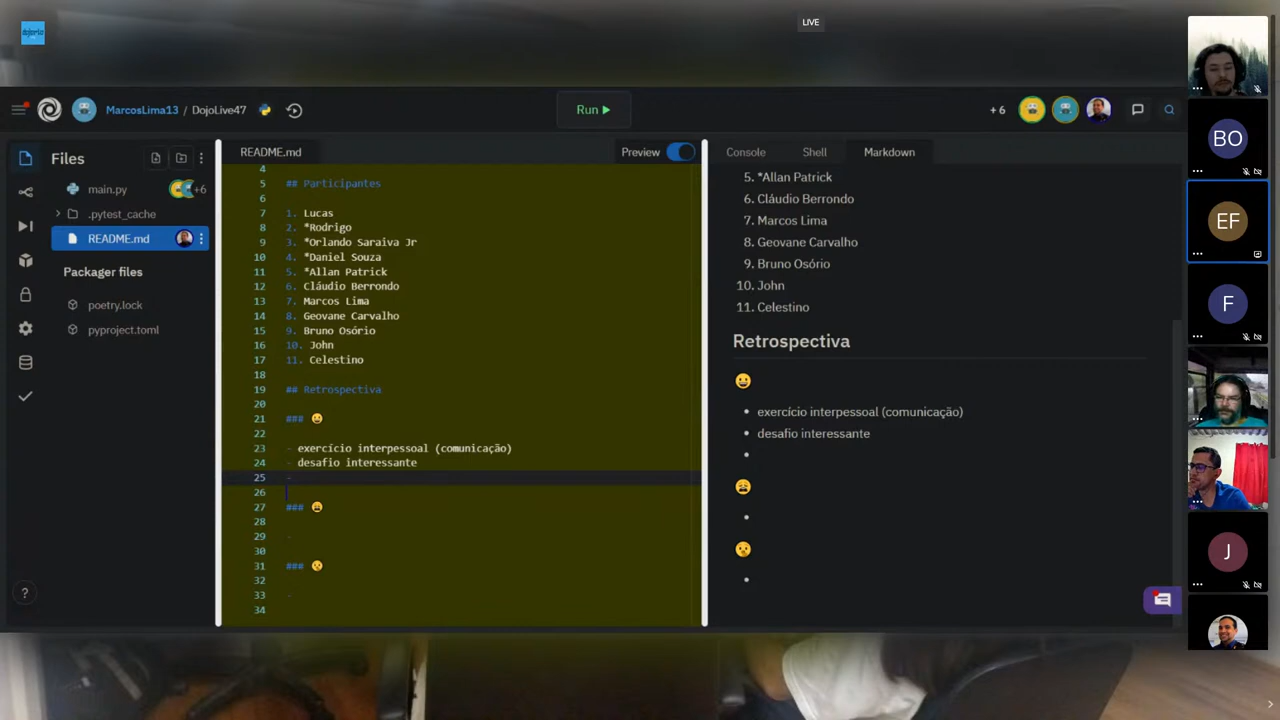 dojorio
LIVE
MarcosLima13 / DojoLive47
Run
+ 6
Files
README.md
Preview
Console
Shell
Markdown
main.py
+6
.pytest_cache
README.md
Packager files
poetry.lock
pyproject.toml
4
5 ## Participantes
6
7 1. Lucas
8 2. *Rodrigo
9 3. *Orlando Saraiva Jr
10 4. *Daniel Souza
11 5. *Allan Patrick
12 6. Cláudio Berrondo
13 7. Marcos Lima
14 8. Geovane Carvalho
15 9. Bruno Osório
16 10. John
17 11. Celestino
18
19 ## Retrospectiva
20
21 ### 😀
22
23 - exercício interpessoal (comunicação)
24 - desafio interessante
25 -
26
27 ### 😩
28
29 -
30
31 ### 😗
32
33 -
34
5. *Allan Patrick
6. Cláudio Berrondo
7. Marcos Lima
8. Geovane Carvalho
9. Bruno Osório
10. John
11. Celestino
Retrospectiva
😀
• exercício interpessoal (comunicação)
• desafio interessante
•
😩
•
😗
•
BO
EF
F
J
?